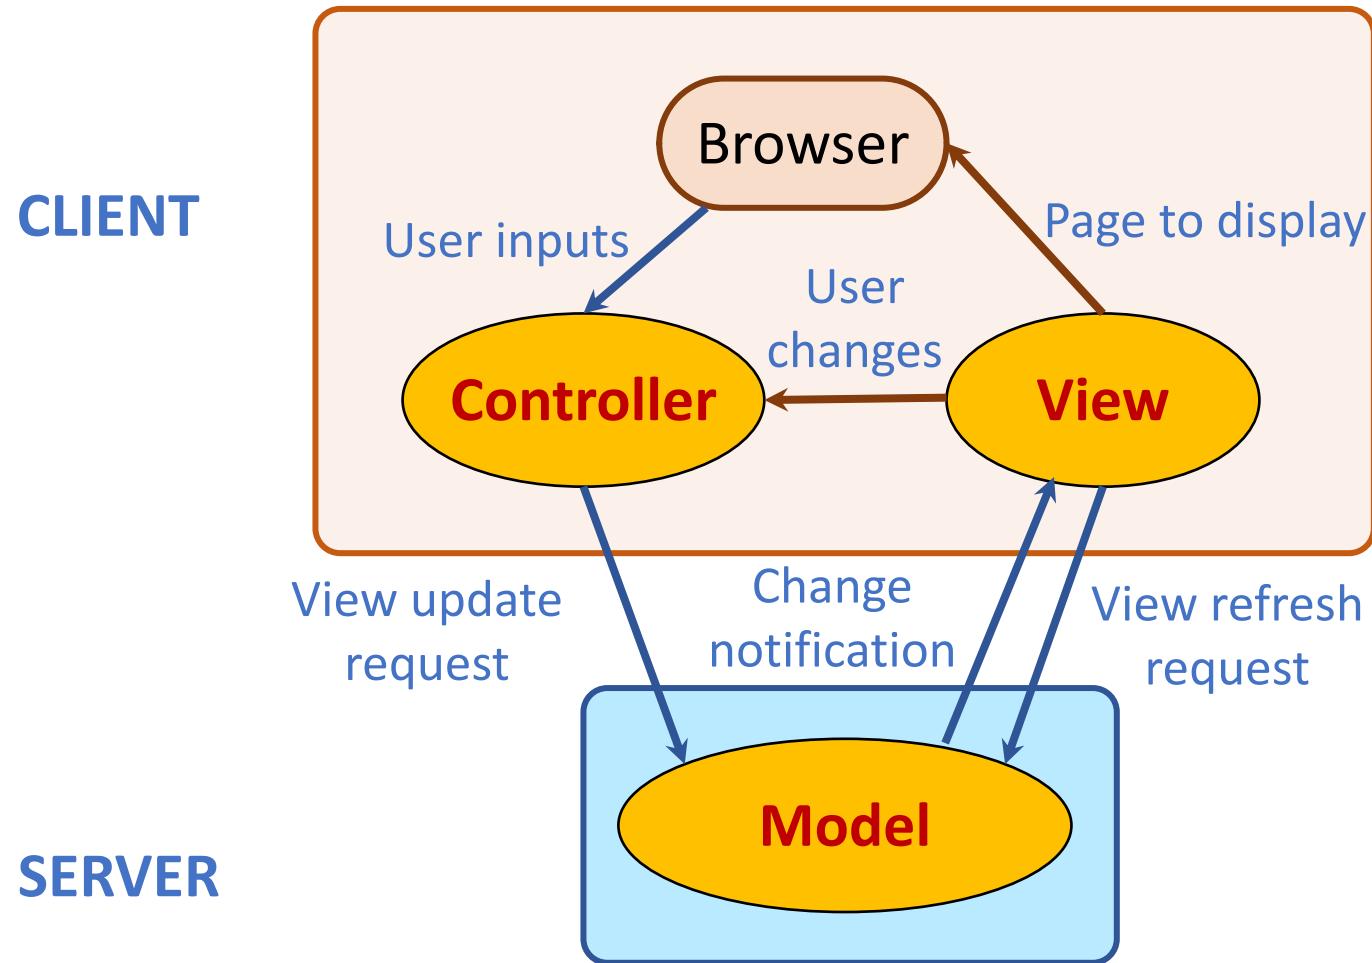 Browser
CLIENT
User inputs
Page to display
User
changes
Controller
View
View update
request
Change
notification
View refresh
request
Model
SERVER